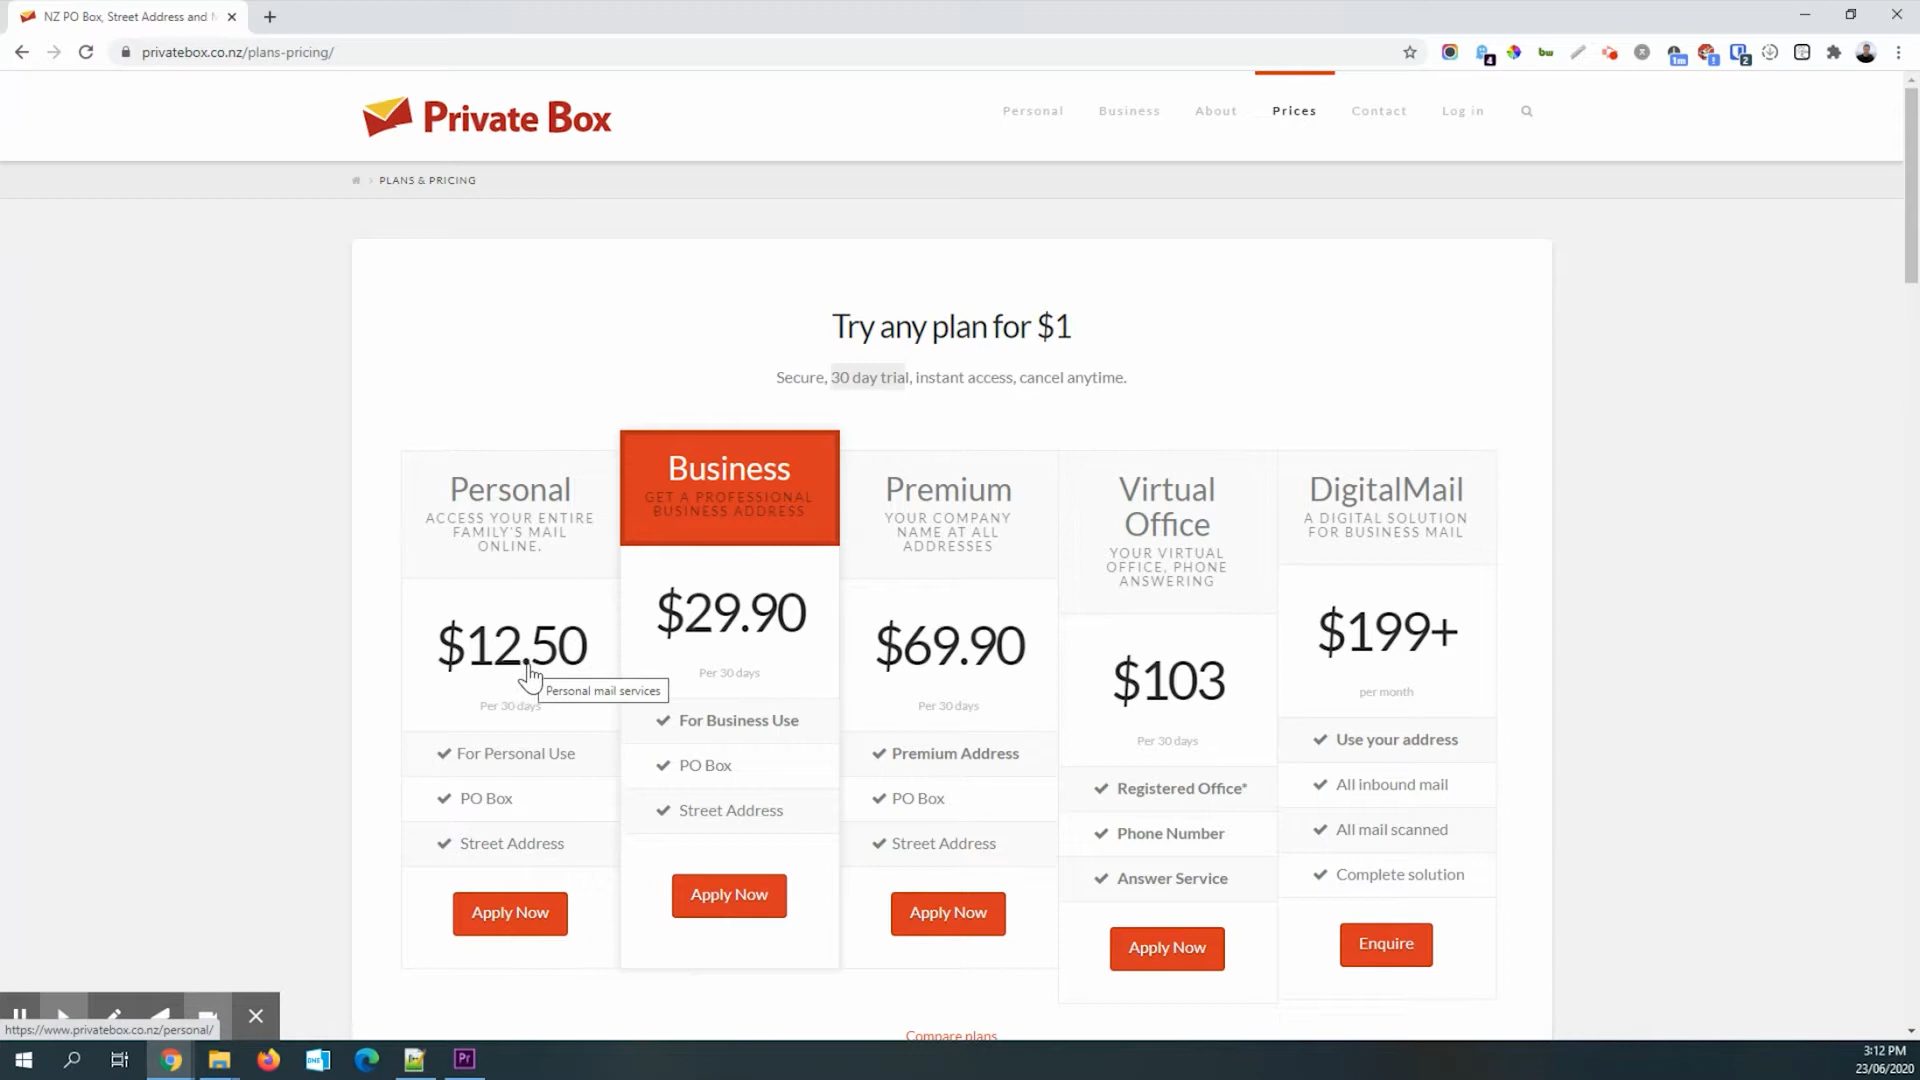 NZ PO Box, Street Address and
privatebox.co.nz/plans-pricing/
4
bw
1m
!
2
Private Box
Personal
Business
About
Prices
Contact
Log in
PLANS & PRICING
Try any plan for $1
Secure, 30 day trial, instant access, cancel anytime.
Personal
ACCESS YOUR ENTIRE
FAMILY'S MAIL
ONLINE.
$12.50
Per 30 days
Personal mail services
For Personal Use
PO Box
Street Address
Apply Now
Business
GET A PROFESSIONAL
BUSINESS ADDRESS
$29.90
Per 30 days
For Business Use
PO Box
Street Address
Apply Now
Premium
YOUR COMPANY
NAME AT ALL
ADDRESSES
$69.90
Per 30 days
Premium Address
PO Box
Street Address
Apply Now
Virtual
Office
YOUR VIRTUAL
OFFICE, PHONE
ANSWERING
$103
Per 30 days
Registered Office*
Phone Number
Answer Service
Apply Now
DigitalMail
A DIGITAL SOLUTION
FOR BUSINESS MAIL
$199+
per month
Use your address
All inbound mail
All mail scanned
Complete solution
Enquire
Compare plans
https://www.privatebox.co.nz/personal/
ONE
Pr
3:12 PM
23/06/2020